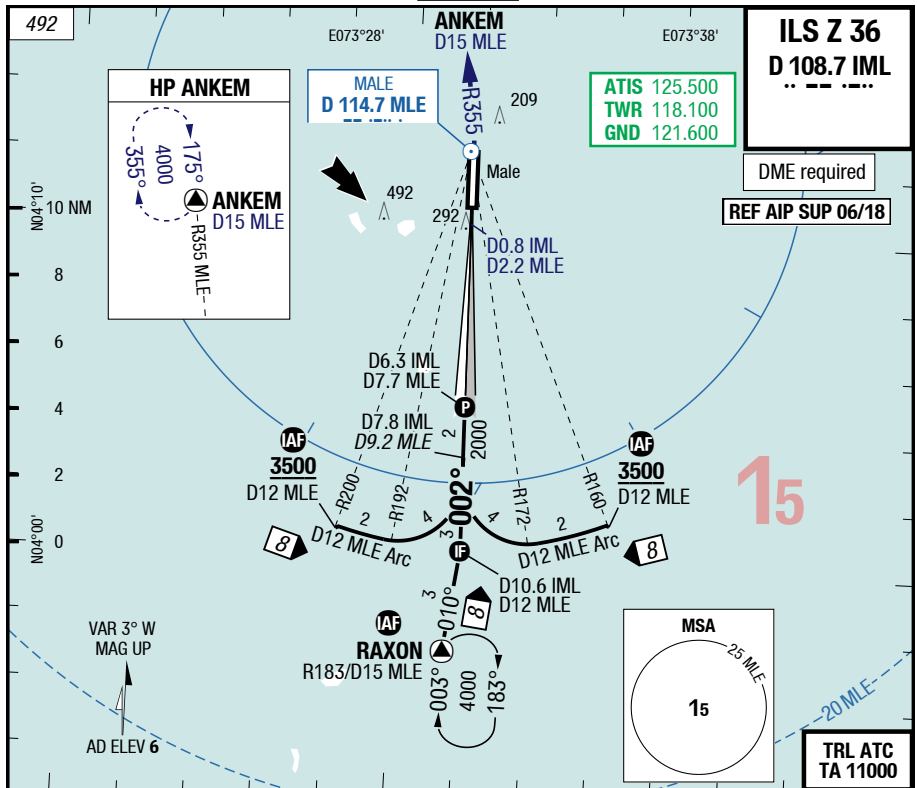 492
ANKEM
D15 MLE
E073°28'
E073°38'
ILS Z 36
D 108.7 IML
HP ANKEM
175°
4000
355°
ANKEM
D15 MLE
R355 MLE
MALE
D 114.7 MLE
R355
209
ATIS 125.500
TWR 118.100
GND 121.600
DME required
REF AIP SUP 06/18
Male
492
292
N04°10'
10 NM
8
6
4
2
0
N04°00'
D0.8 IML
D2.2 MLE
D6.3 IML
D7.7 MLE
P
D7.8 IML
D9.2 MLE
2
2000
IAF
3500
D12 MLE
IAF
3500
D12 MLE
R200
R192
R172
R160
002°
15
2
4
4
2
D12 MLE Arc
D12 MLE Arc
8
8
3
IF
D10.6 IML
D12 MLE
3
010°
8
IAF
RAXON
R183/D15 MLE
003°
4000
183°
VAR 3° W
MAG UP
AD ELEV 6
MSA
25 MLE
15
20 MLE
TRL ATC
TA 11000